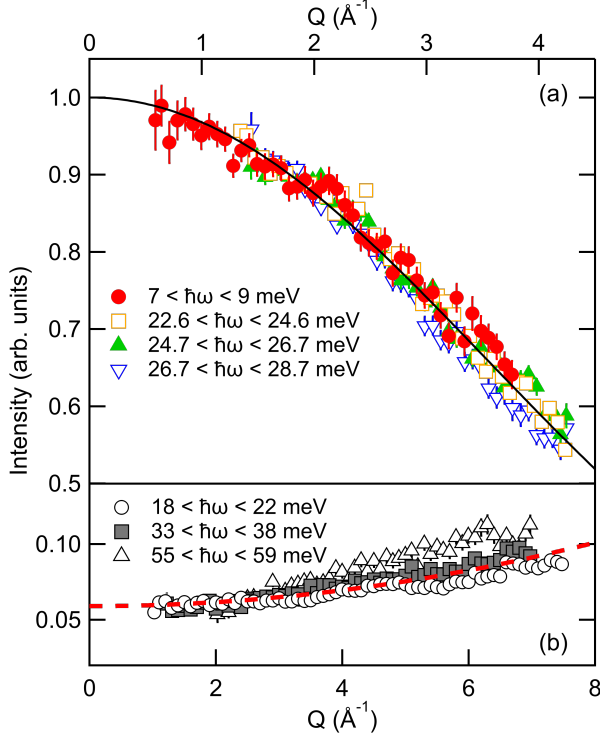 Q (Å⁻¹)
0 1 2 3 4
(a)
1.0
0.9
0.8
0.7
0.6
0.5
Intensity (arb. units)
7 < ħω < 9 meV
22.6 < ħω < 24.6 meV
24.7 < ħω < 26.7 meV
26.7 < ħω < 28.7 meV
18 < ħω < 22 meV
33 < ħω < 38 meV
55 < ħω < 59 meV
0.10
0.05
(b)
0 2 4 6 8
Q (Å⁻¹)